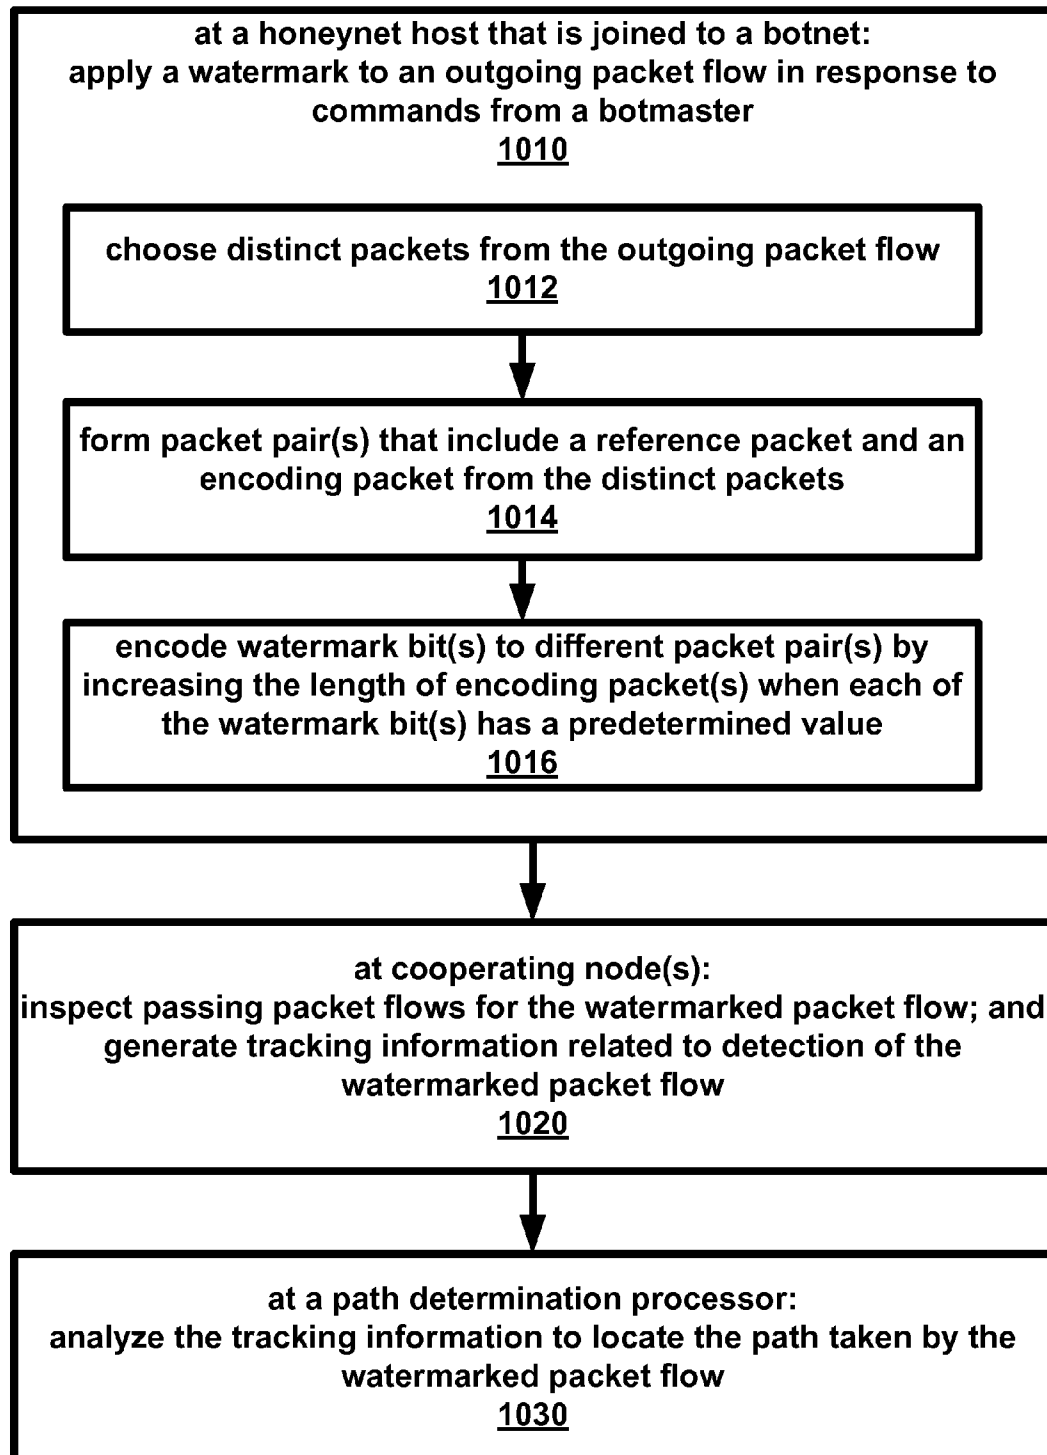 at a honeynet host that is joined to a botnet:
apply a watermark to an outgoing packet flow in response to
commands from a botmaster
1010
choose distinct packets from the outgoing packet flow
1012
form packet pair(s) that include a reference packet and an
encoding packet from the distinct packets
1014
encode watermark bit(s) to different packet pair(s) by
increasing the length of encoding packet(s) when each of
the watermark bit(s) has a predetermined value
1016
at cooperating node(s):
inspect passing packet flows for the watermarked packet flow; and
generate tracking information related to detection of the
watermarked packet flow
1020
at a path determination processor:
analyze the tracking information to locate the path taken by the
watermarked packet flow
1030